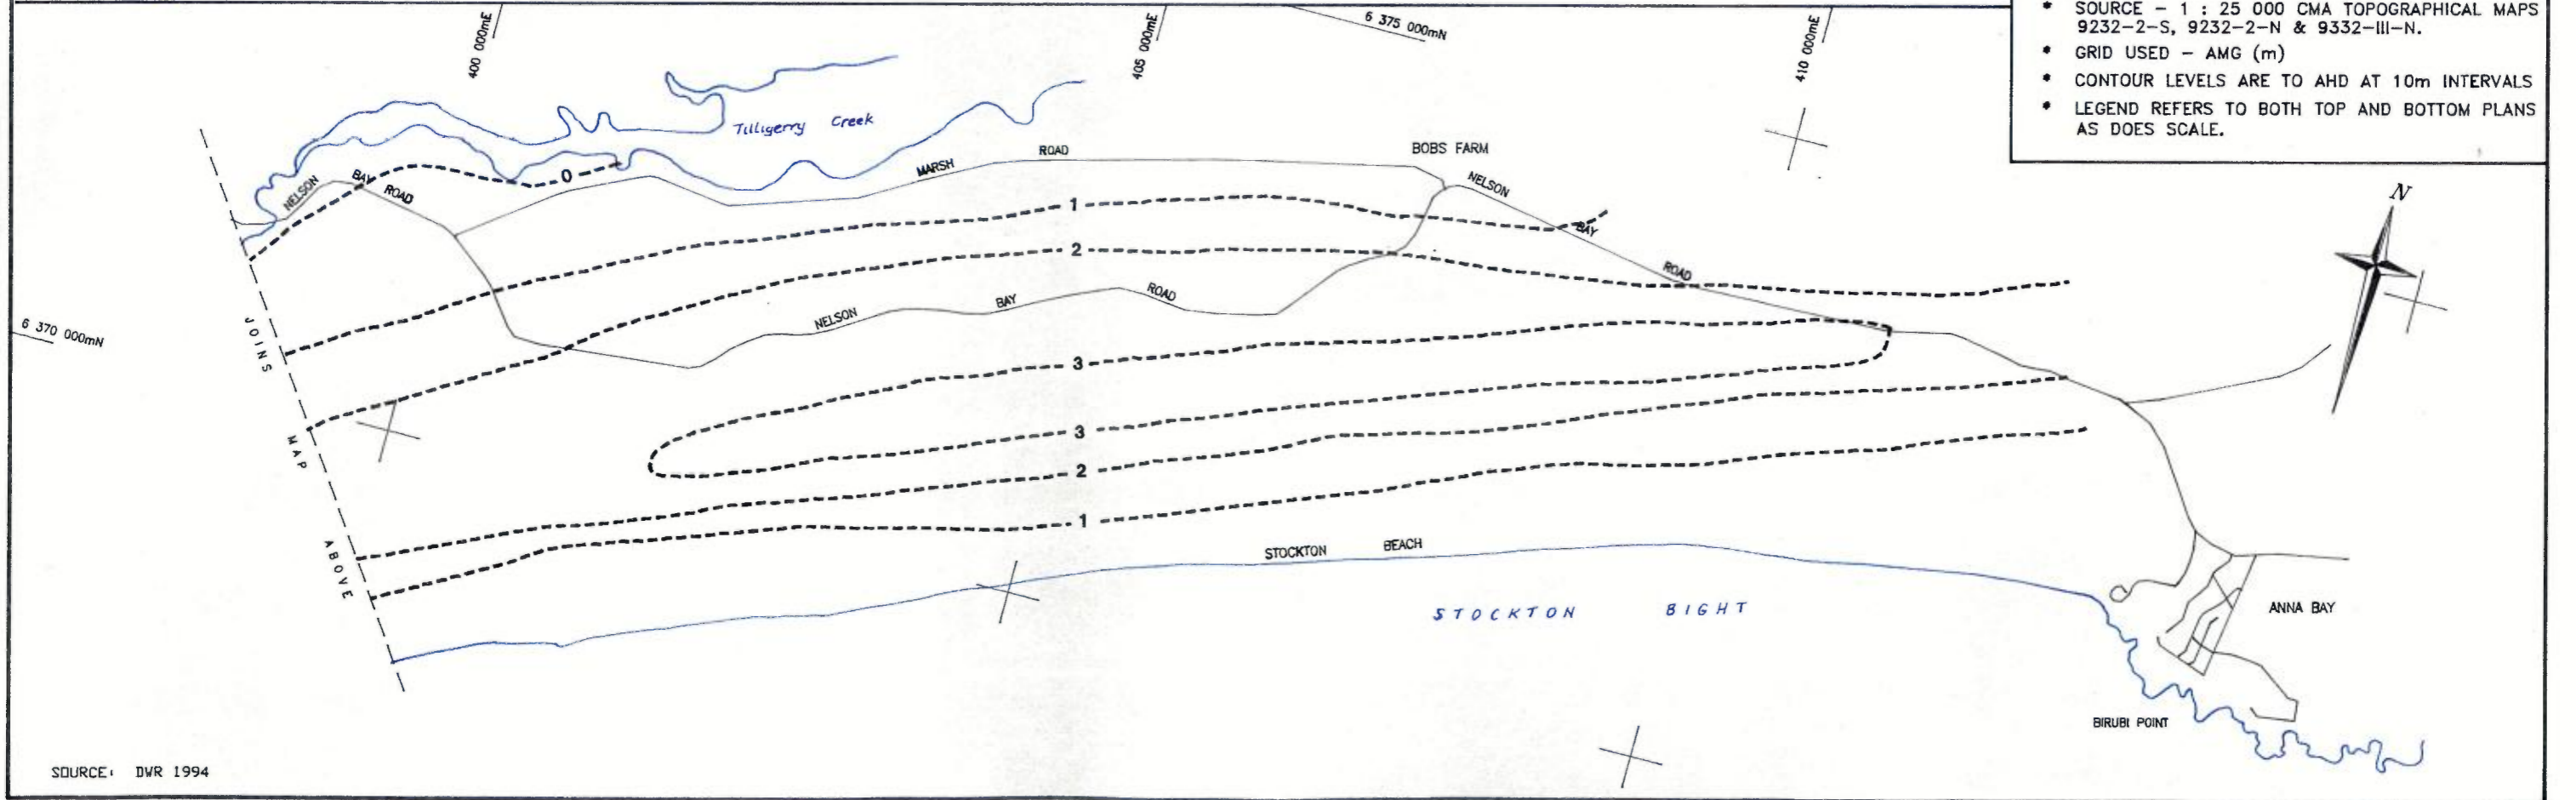 * SOURCE – 1 : 25 000 CMA TOPOGRAPHICAL MAPS
9232–2–S, 9232–2–N & 9332–III–N.
* GRID USED – AMG (m)
* CONTOUR LEVELS ARE TO AHD AT 10m INTERVALS
* LEGEND REFERS TO BOTH TOP AND BOTTOM PLANS
AS DOES SCALE.
400 000mE
405 000mE
6 375 000mN
410 000mE
Tilligerry Creek
MARSH ROAD
BOBS FARM
NELSON BAY ROAD
0
NELSON BAY ROAD
1
N
2
NELSON BAY ROAD
6 370 000mN
3
3
2
1
JOINS MAP ABOVE
STOCKTON BEACH
STOCKTON BIGHT
ANNA BAY
BIRUBI POINT
SOURCE: DWR 1994